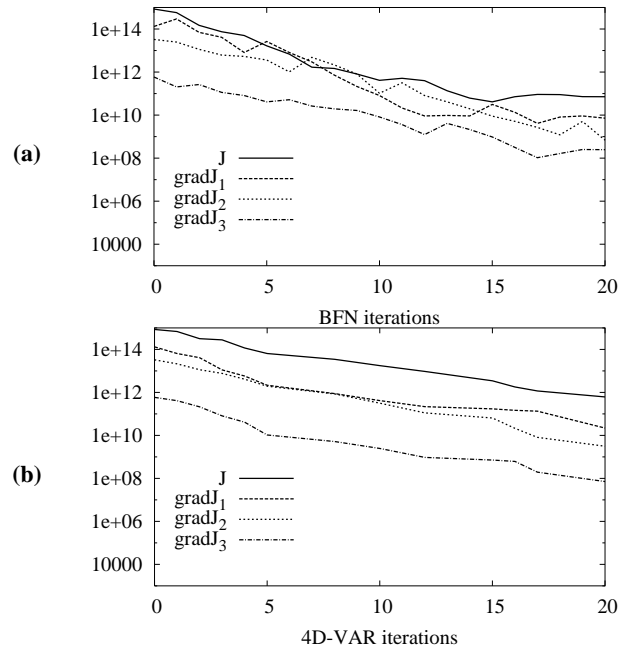 1e+14
1e+12
1e+10
(a)
1e+08
J
gradJ1
1e+06
gradJ2
gradJ3
10000
0 5 10 15 20
BFN iterations
1e+14
1e+12
1e+10
(b)
1e+08
J
gradJ1
1e+06
gradJ2
gradJ3
10000
0 5 10 15 20
4D-VAR iterations